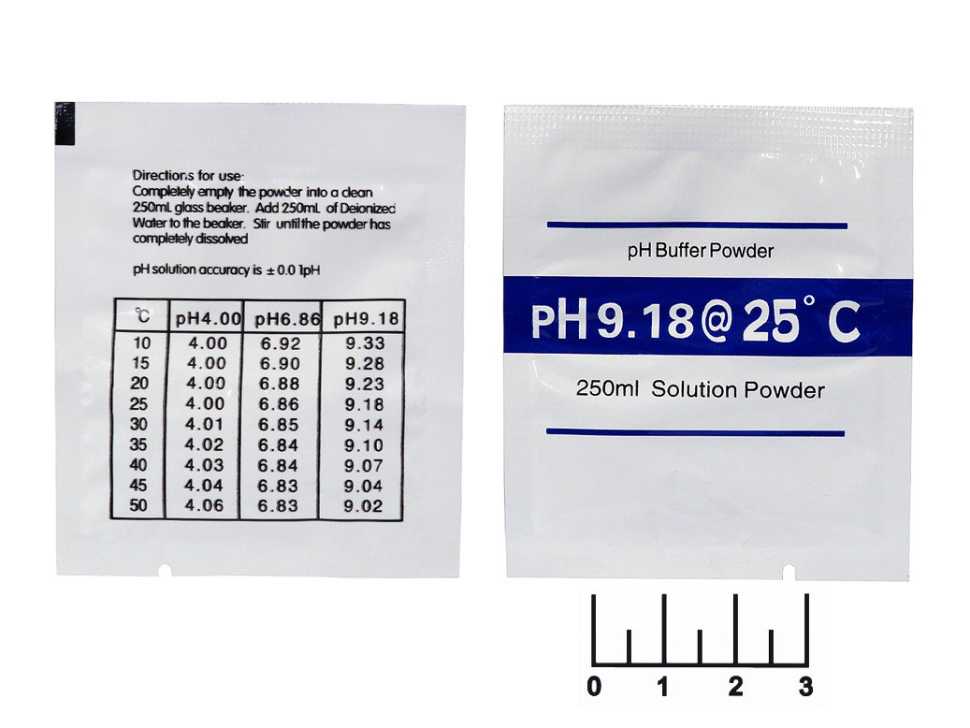 Directions for use·
Completely empty the powder into a clean
250mL glass beaker. Add 250mL of Deionized
Water to the beaker. Stir until the powder has
completely dissolved
pH solution accuracy is ± 0.01pH
°C pH4.00 pH6.86 pH9.18
10 4.00 6.92 9.33
15 4.00 6.90 9.28
20 4.00 6.88 9.23
25 4.00 6.86 9.18
30 4.01 6.85 9.14
35 4.02 6.84 9.10
40 4.03 6.84 9.07
45 4.04 6.83 9.04
50 4.06 6.83 9.02
pH Buffer Powder
pH 9.18 @ 25° C
250ml Solution Powder
0 1 2 3